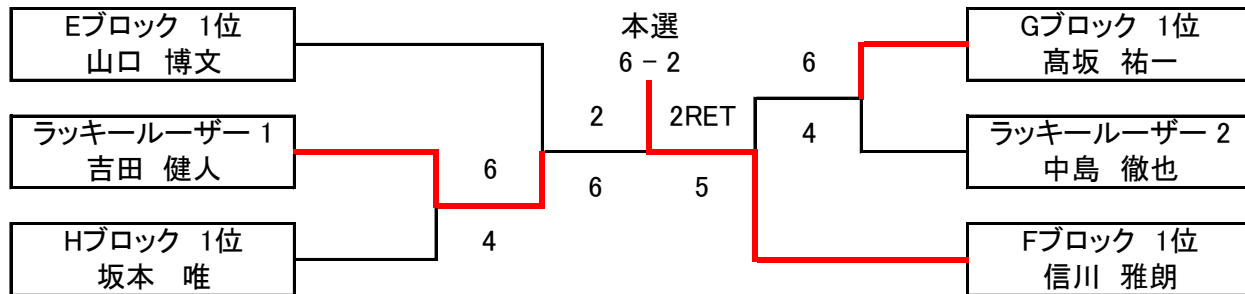 Eブロック 1位
山口 博文
ラッキールーザー 1
吉田 健人
Hブロック 1位
坂本 唯
6
4
2
6
本選
6 - 2
2RET
5
6
4
Gブロック 1位
髙坂 祐一
ラッキールーザー 2
中島 徹也
Fブロック 1位
信川 雅朗